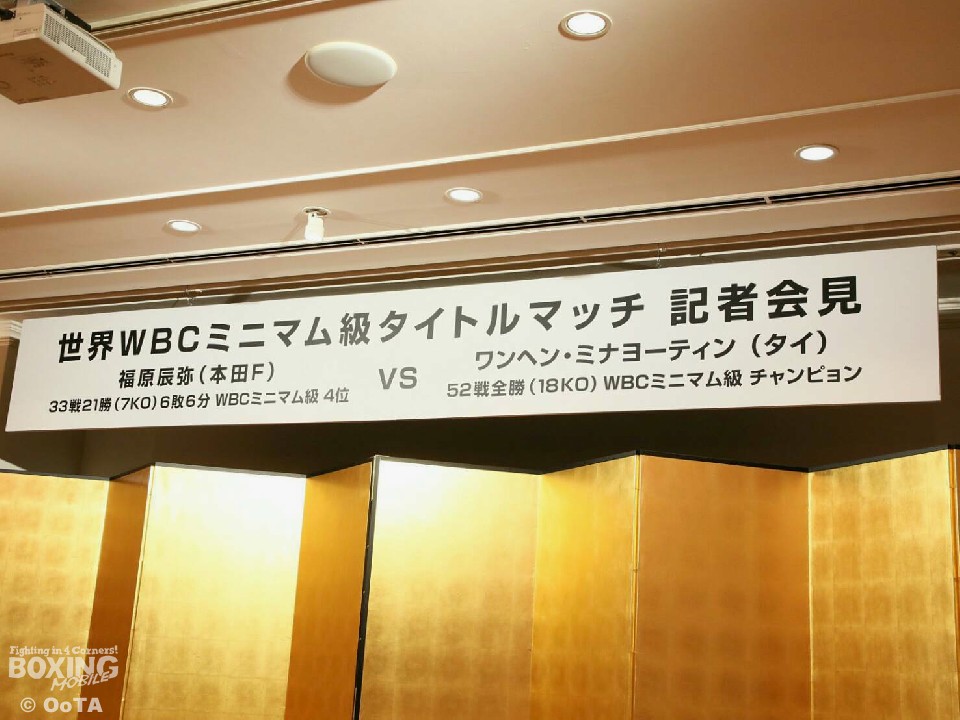 世界WBCミニマム級タイトルマッチ 記者会見
福原辰弥(本田F)
33戦21勝(7KO)6敗6分 WBCミニマム級 4位
VS
ワンヘン・ミナヨーティン(タイ)
52戦全勝(18KO)WBCミニマム級 チャンピョン
Fighting in 4 Corners!
BOXING
MOBILE
© OoTA